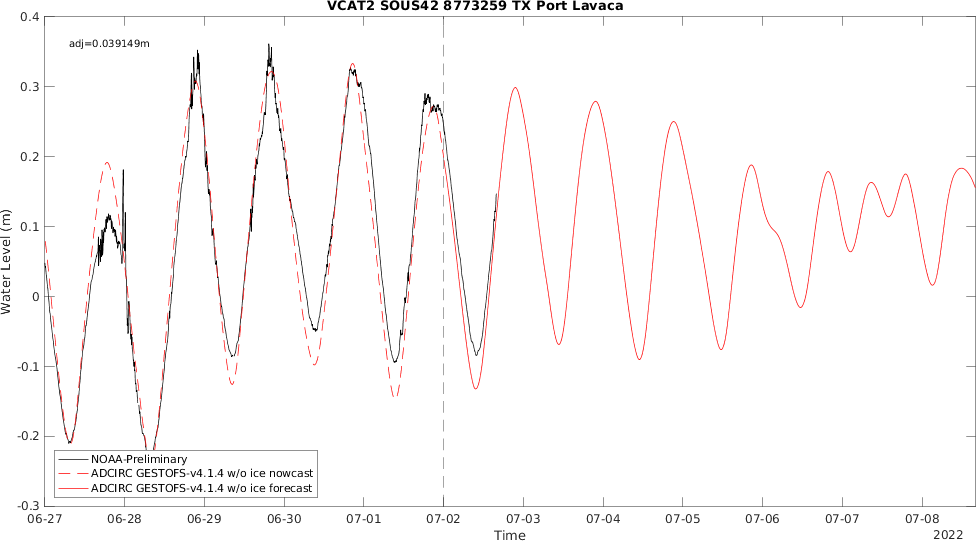 VCAT2 SOUS42 8773259 TX Port Lavaca
adj=0.039149m
0.4
0.3
0.2
0.1
0
-0.1
-0.2
-0.3
Water Level (m)
NOAA-Preliminary
ADCIRC GESTOFS-v4.1.4 w/o ice nowcast
ADCIRC GESTOFS-v4.1.4 w/o ice forecast
06-27 06-28 06-29 06-30 07-01 07-02 07-03 07-04 07-05 07-06 07-07 07-08
Time
2022